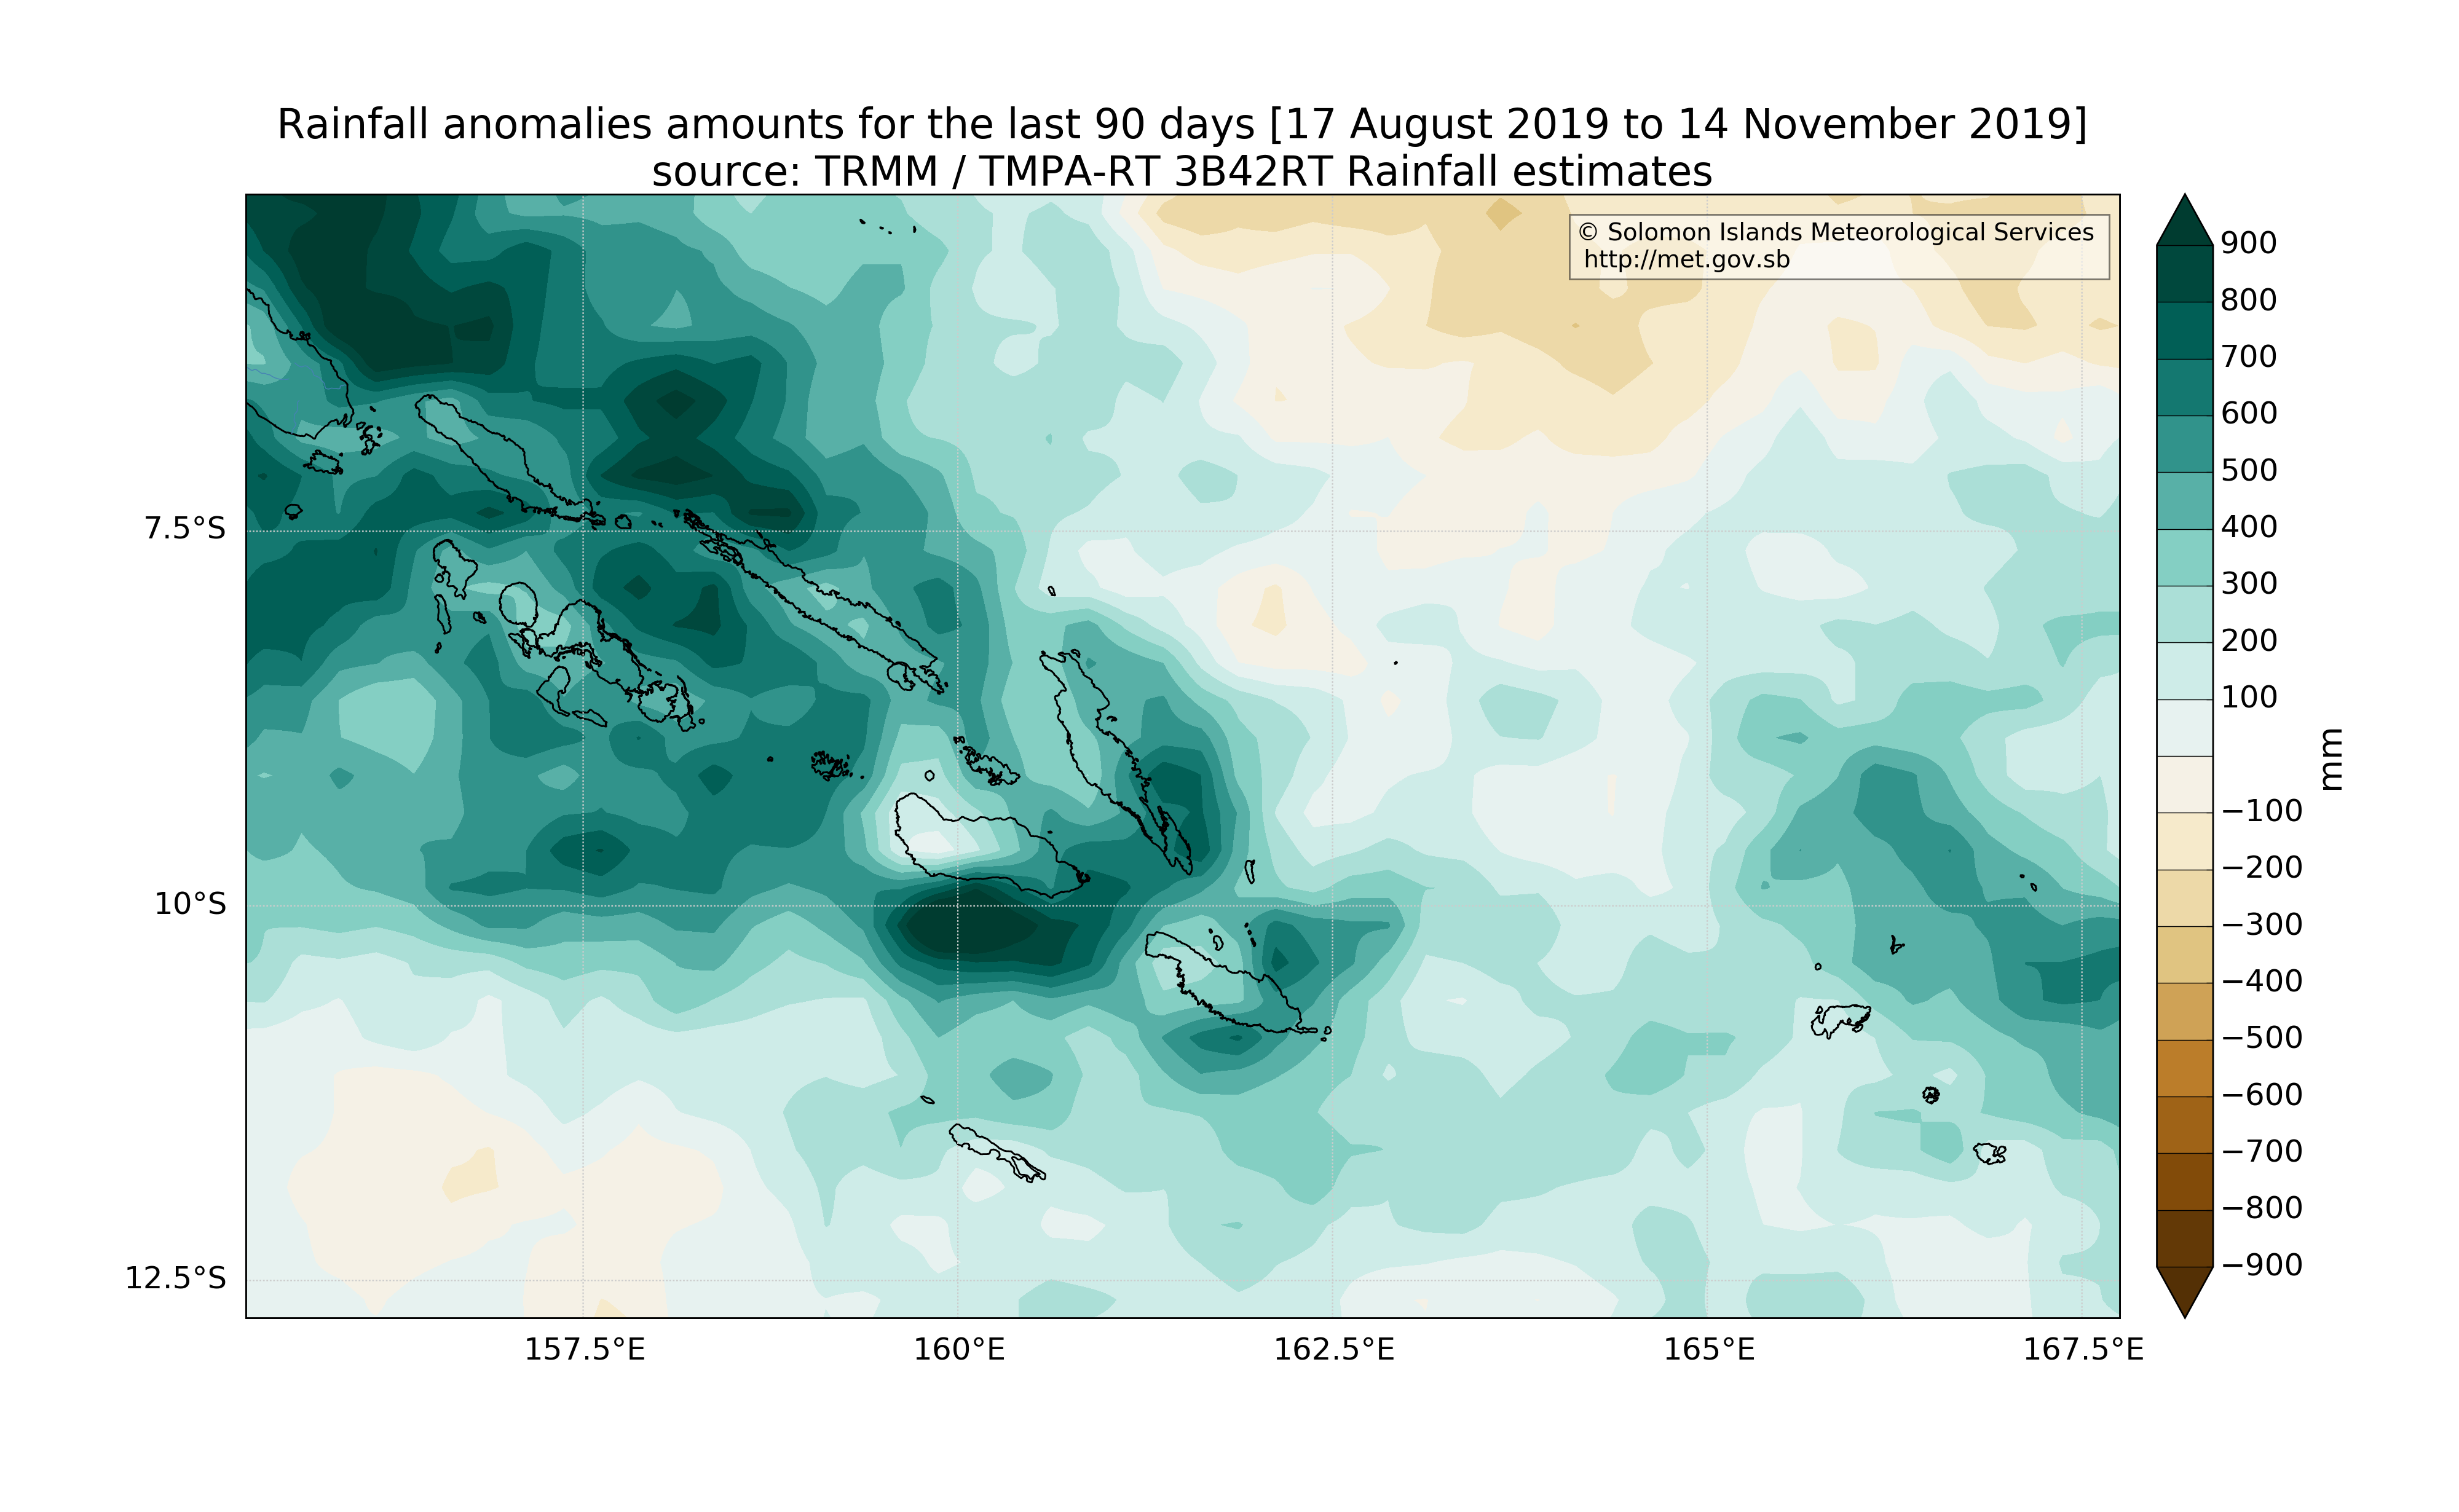 Rainfall anomalies amounts for the last 90 days [17 August 2019 to 14 November 2019]
source: TRMM / TMPA-RT 3B42RT Rainfall estimates
© Solomon Islands Meteorological Services
http://met.gov.sb
7.5°S
10°S
12.5°S
157.5°E
160°E
162.5°E
165°E
167.5°E
900
800
700
600
500
400
300
200
100
−100
−200
−300
−400
−500
−600
−700
−800
−900
mm